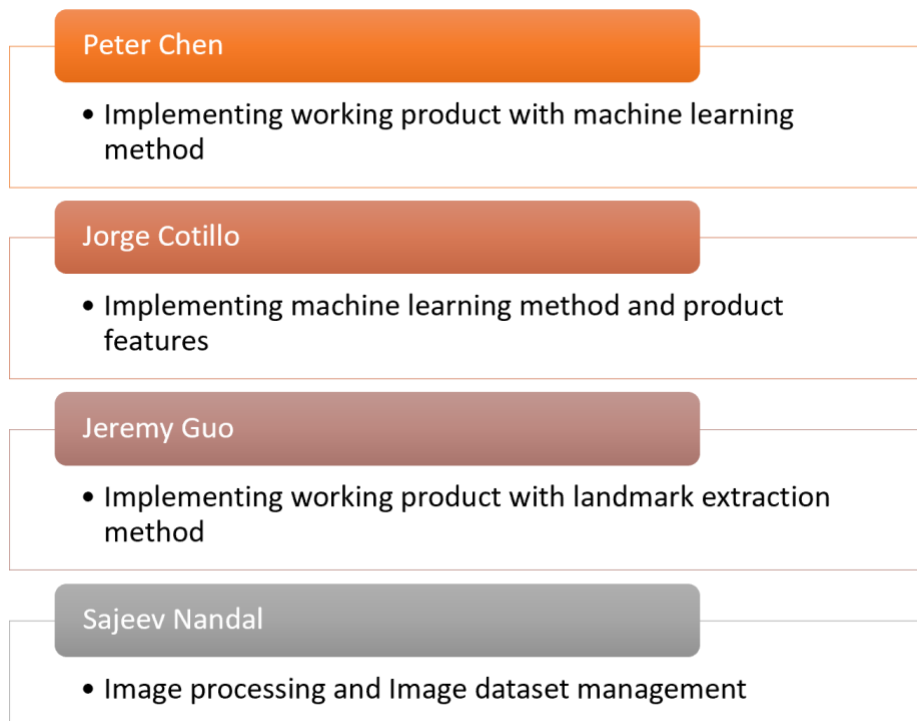 Peter Chen
• Implementing working product with machine learning
method
Jorge Cotillo
• Implementing machine learning method and product
features
Jeremy Guo
• Implementing working product with landmark extraction
method
Sajeev Nandal
• Image processing and Image dataset management